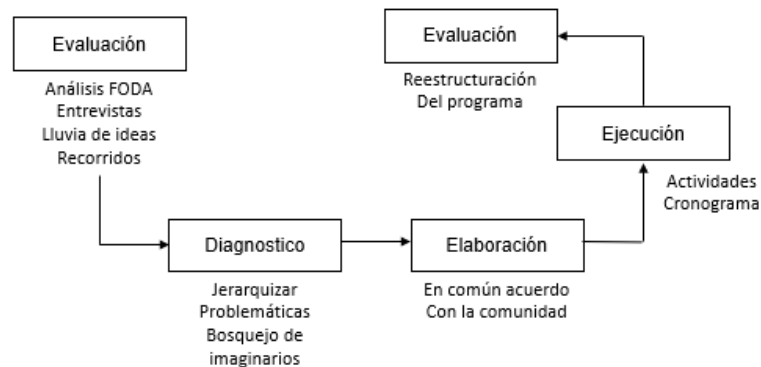 Evaluación
Análisis FODA
Entrevistas
Lluvia de ideas
Recorridos
Diagnostico
Jerarquizar
Problemáticas
Bosquejo de
imaginarios
Elaboración
En común acuerdo
Con la comunidad
Ejecución
Actividades
Cronograma
Evaluación
Reestructuración
Del programa